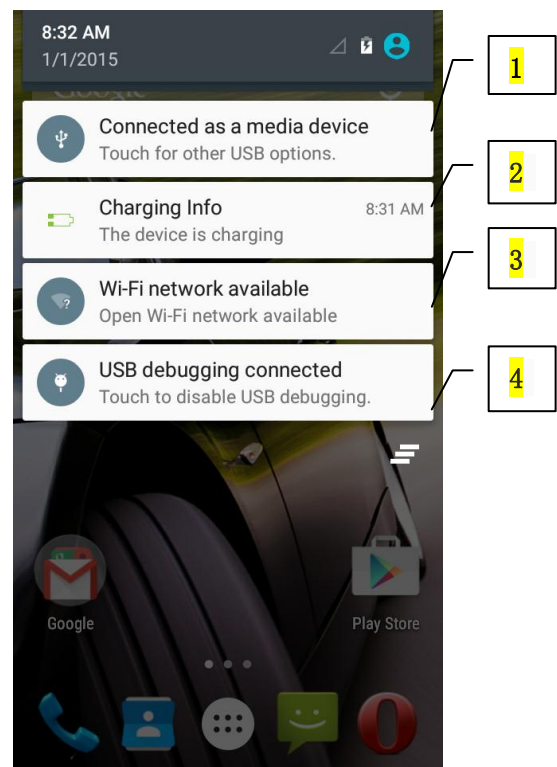 8:32 AM
1/1/2015
Google
Connected as a media device
Touch for other USB options.
1
Charging Info
8:31 AM
The device is charging
2
Wi-Fi network available
Open Wi-Fi network available
3
USB debugging connected
Touch to disable USB debugging.
4
Google
Play Store